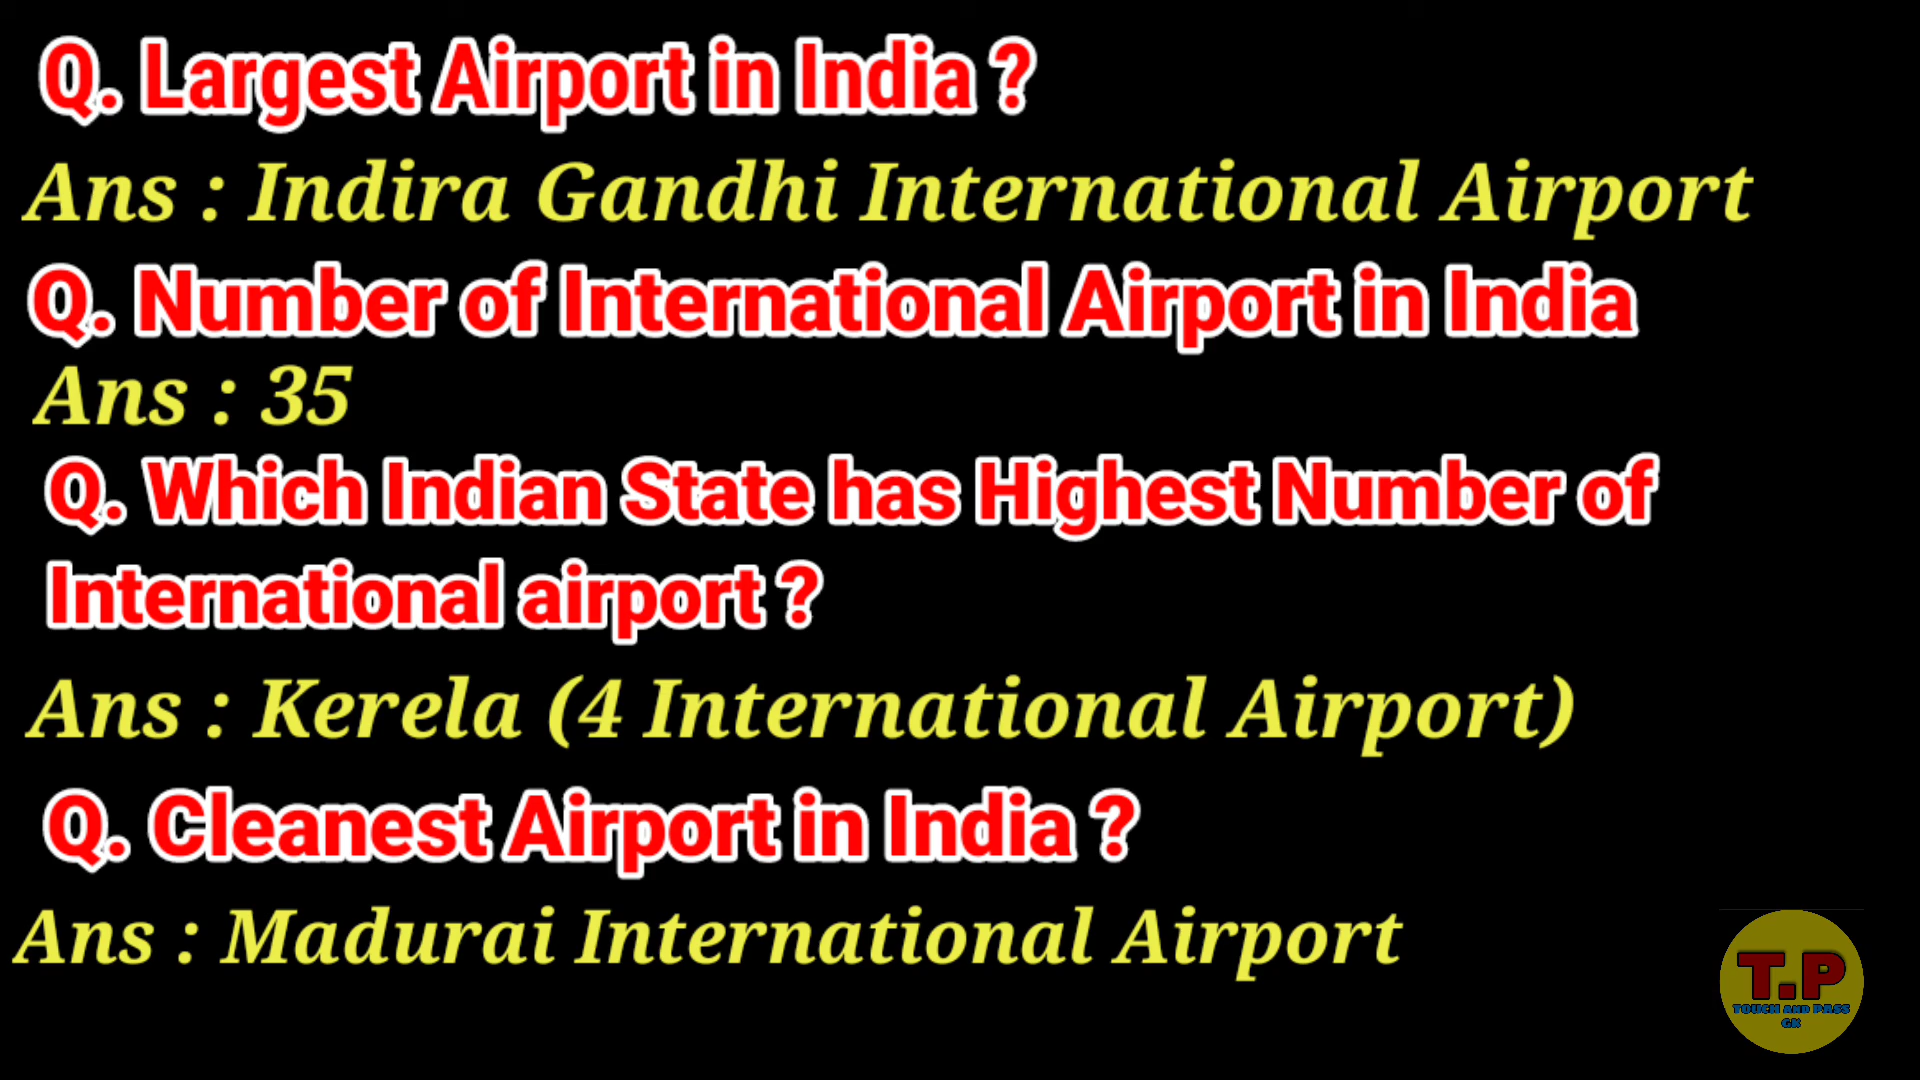 Q. Largest Airport in India ?
Ans : Indira Gandhi International Airport
Q. Number of International Airport in India
Ans : 35
Q. Which Indian State has Highest Number of
International airport ?
Ans : Kerela (4 International Airport)
Q. Cleanest Airport in India ?
Ans : Madurai International Airport
T.P
TOUCH AND PASS
GK